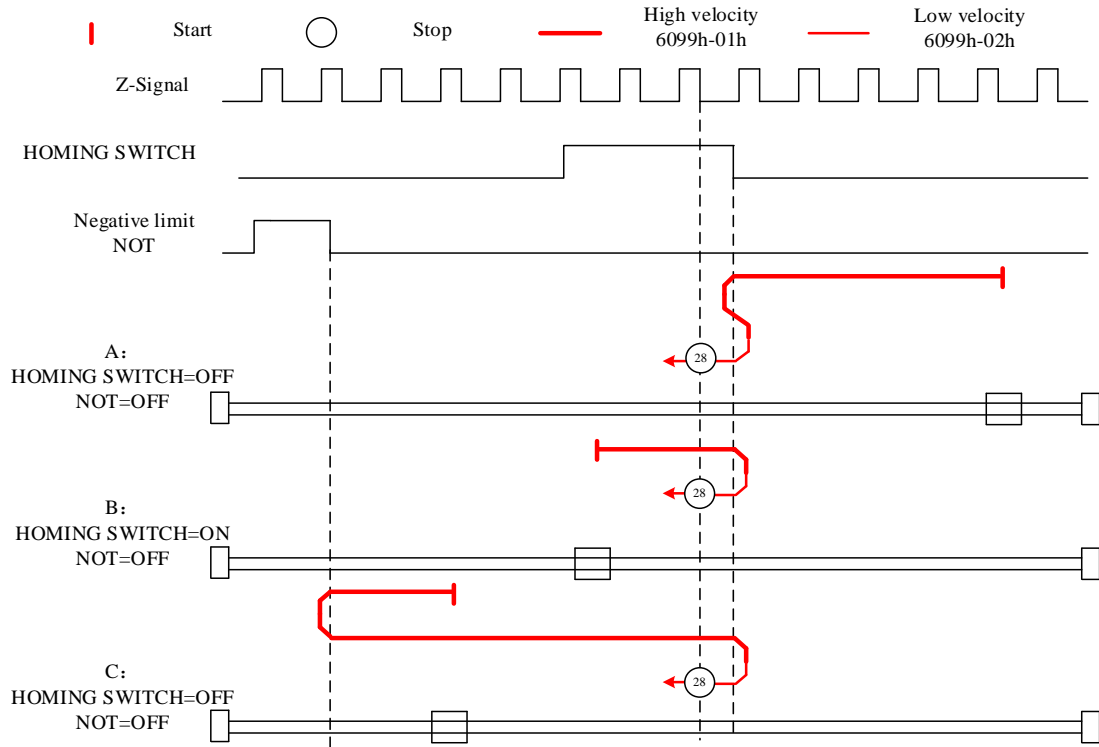 Start
Stop
High velocity
6099h-01h
Low velocity
6099h-02h
Z-Signal
HOMING SWITCH
Negative limit
NOT
28
A：
HOMING SWITCH=OFF
NOT=OFF
28
B：
HOMING SWITCH=ON
NOT=OFF
28
C：
HOMING SWITCH=OFF
NOT=OFF